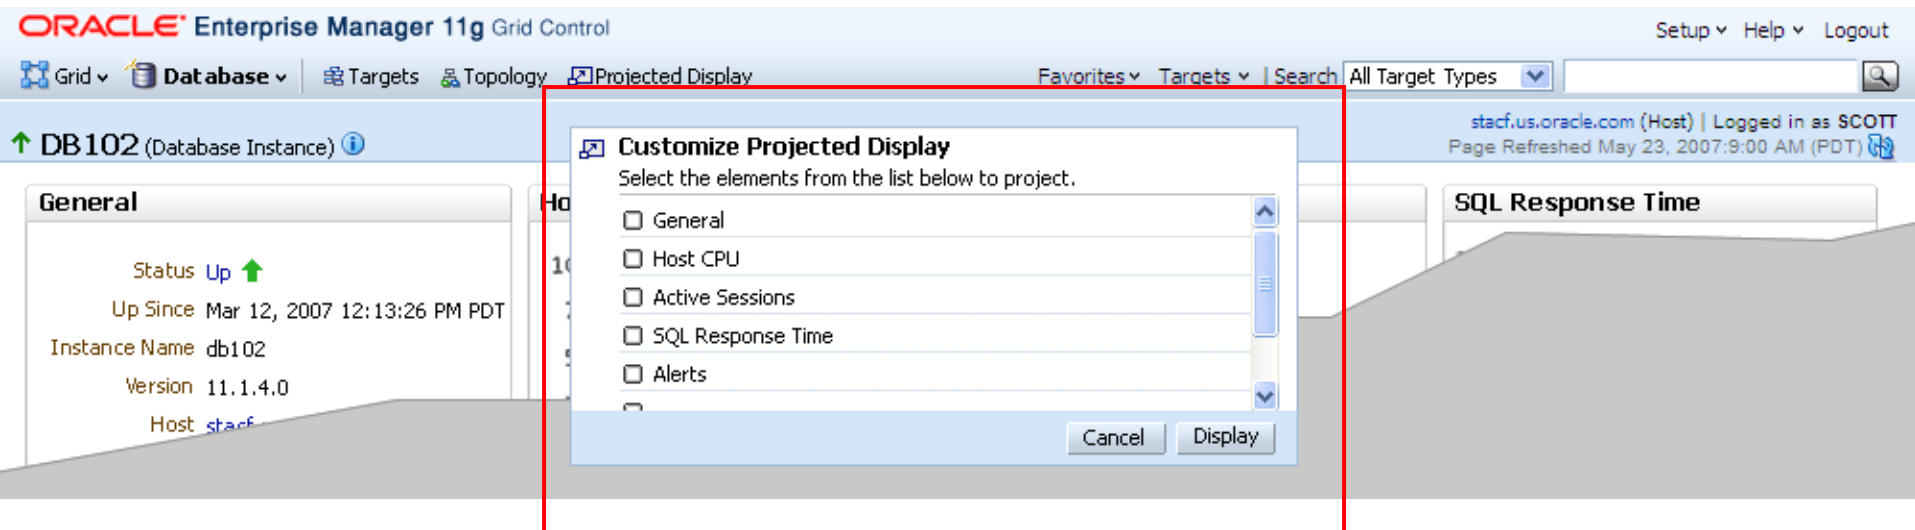 ORACLE Enterprise Manager 11g Grid Control
Setup Help Logout
Grid Database Targets Topology Projected Display
Favorites Targets | Search All Target Types
DB102 (Database Instance)
stacf.us.oracle.com (Host) | Logged in as SCOTT
Page Refreshed May 23, 2007:9:00 AM (PDT)
Customize Projected Display
Select the elements from the list below to project.
General
Host CPU
Active Sessions
SQL Response Time
Alerts
Cancel Display
General
Status Up
Up Since Mar 12, 2007 12:13:26 PM PDT
Instance Name db102
Version 11.1.4.0
Host stacf
Ho
SQL Response Time